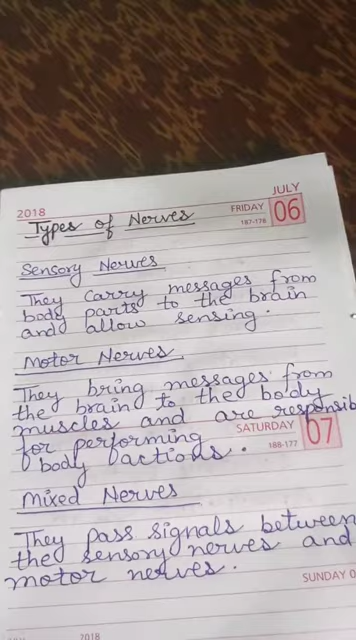 JULY
2018
FRIDAY 06
187-178
Types of Nerves
Sensory Nerves
They carry messages from
body parts to the brain
and allow sensing.
Motor Nerves
They bring messages from
the brain to the body
muscles and are responsib
for performing
SATURDAY 07
188-177
body actions.
Mixed Nerves
They pass signals between
the sensory nerves and
motor nerves.
SUNDAY 0
2018